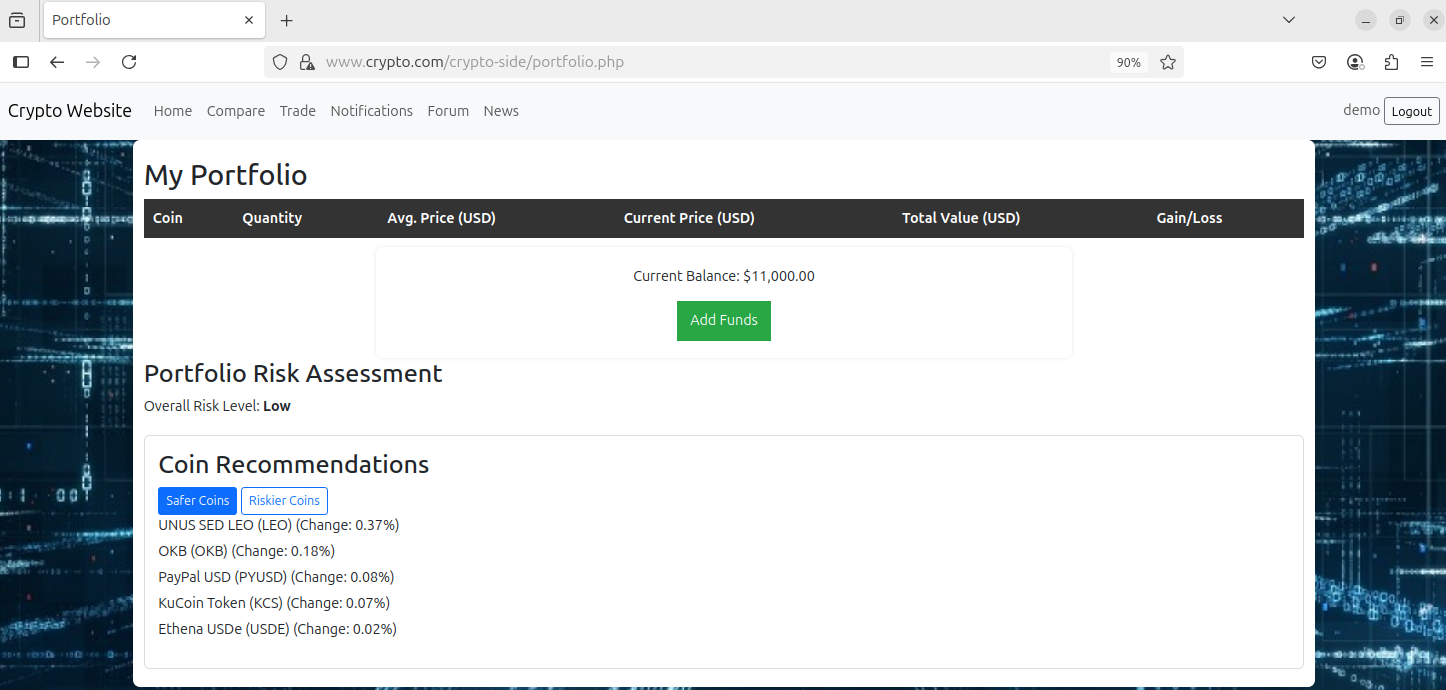 Portfolio
www.crypto.com/crypto-side/portfolio.php 90%
Crypto Website Home Compare Trade Notifications Forum News demo Logout
My Portfolio
Coin Quantity Avg. Price (USD) Current Price (USD) Total Value (USD) Gain/Loss
Current Balance: $11,000.00
Add Funds
Portfolio Risk Assessment
Overall Risk Level: Low
Coin Recommendations
Safer Coins Riskier Coins
UNUS SED LEO (LEO) (Change: 0.37%)
OKB (OKB) (Change: 0.18%)
PayPal USD (PYUSD) (Change: 0.08%)
KuCoin Token (KCS) (Change: 0.07%)
Ethena USDe (USDE) (Change: 0.02%)